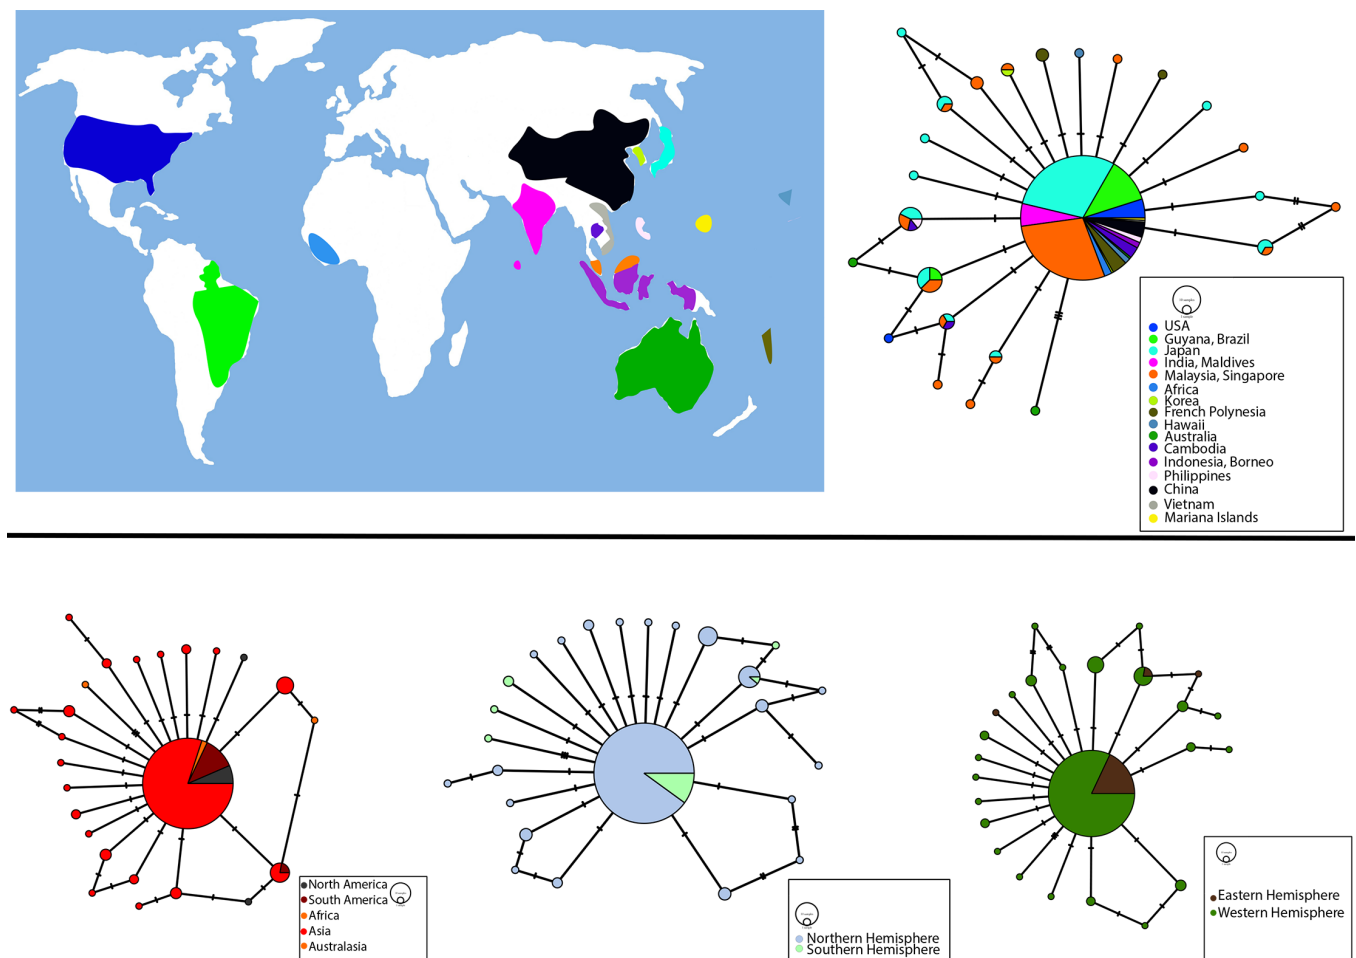 USA
Guyana, Brazil
Japan
India, Maldives
Malaysia, Singapore
Africa
Korea
French Polynesia
Hawaii
Australia
Cambodia
Indonesia, Borneo
Philippines
China
Vietnam
Mariana Islands
North America
South America
Africa
Asia
Australasia
Northern Hemisphere
Southern Hemisphere
Eastern Hemisphere
Western Hemisphere